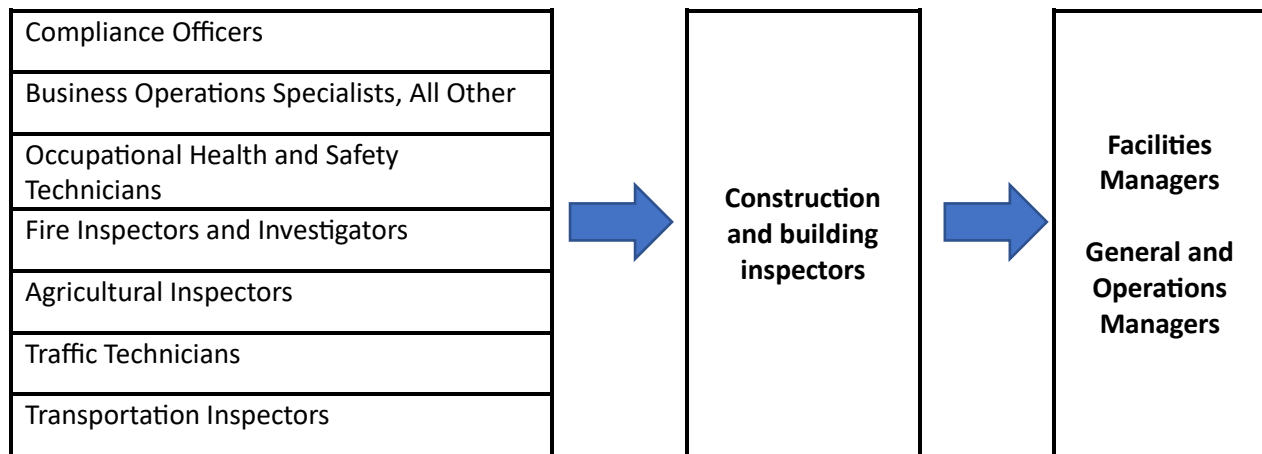 Compliance Officers
Business Operations Specialists, All Other
Occupational Health and Safety
Technicians
Fire Inspectors and Investigators
Agricultural Inspectors
Traffic Technicians
Transportation Inspectors
Construction
and building
inspectors
Facilities
Managers
General and
Operations
Managers